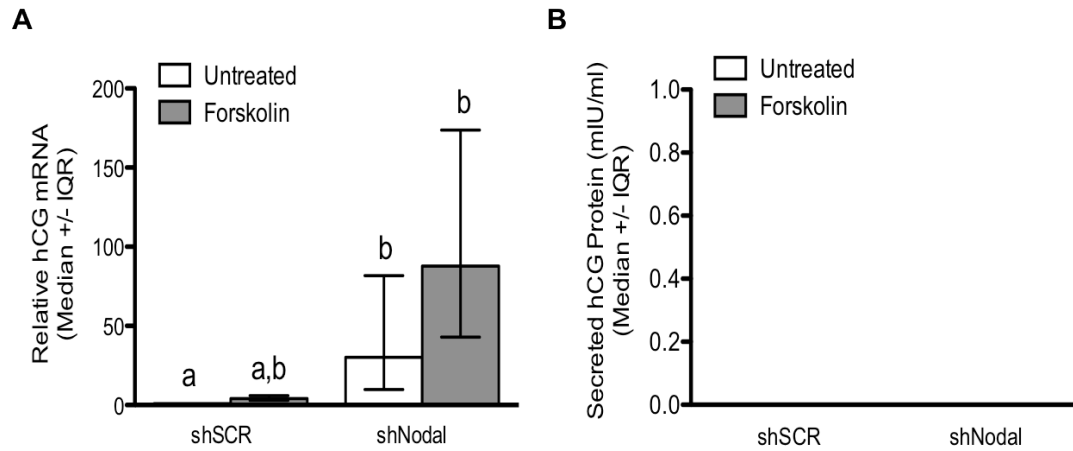 A
Untreated
Forskolin
Relative hCG mRNA
(Median +/- IQR)
200
150
100
50
0
a
a,b
b
b
shSCR
shNodal
B
Untreated
Forskolin
Secreted hCG Protein (mIU/ml)
(Median +/- IQR)
1.0
0.8
0.6
0.4
0.2
0.0
shSCR
shNodal